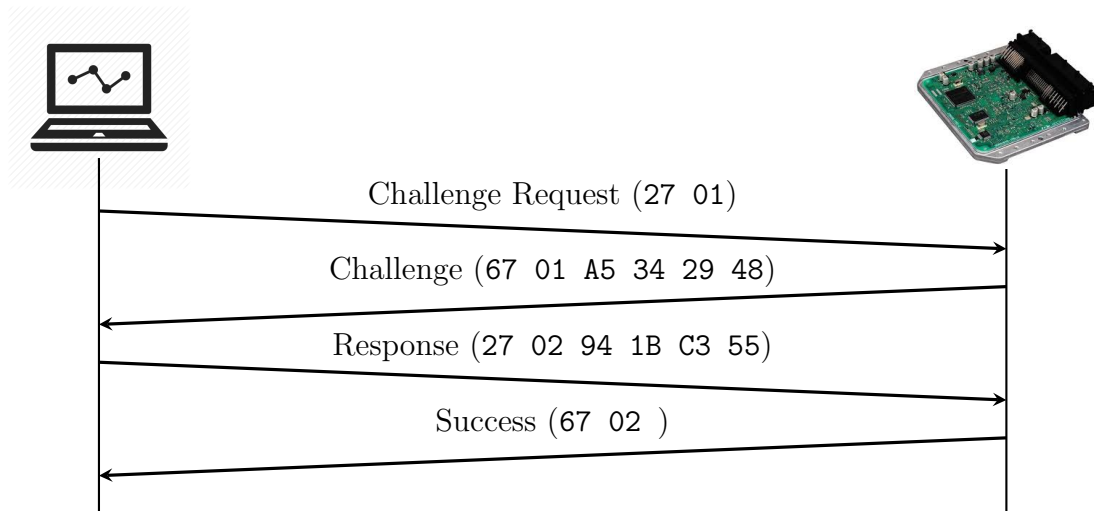 Challenge Request (27 01)
Challenge (67 01 A5 34 29 48)
Response (27 02 94 1B C3 55)
Success (67 02 )